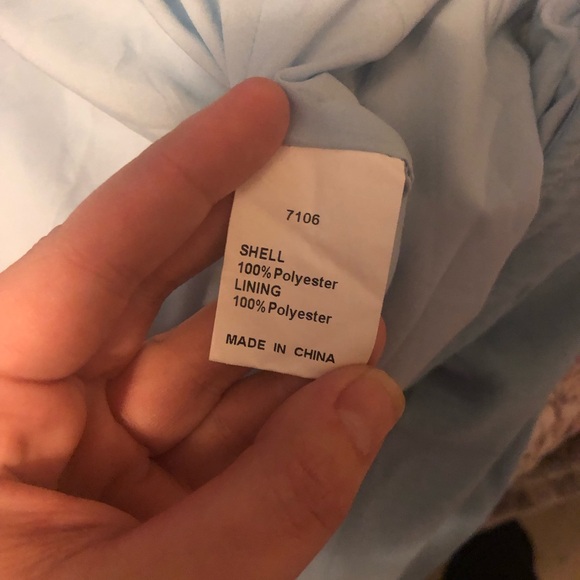 7106
SHELL
100% Polyester
LINING
100% Polyester
MADE IN CHINA